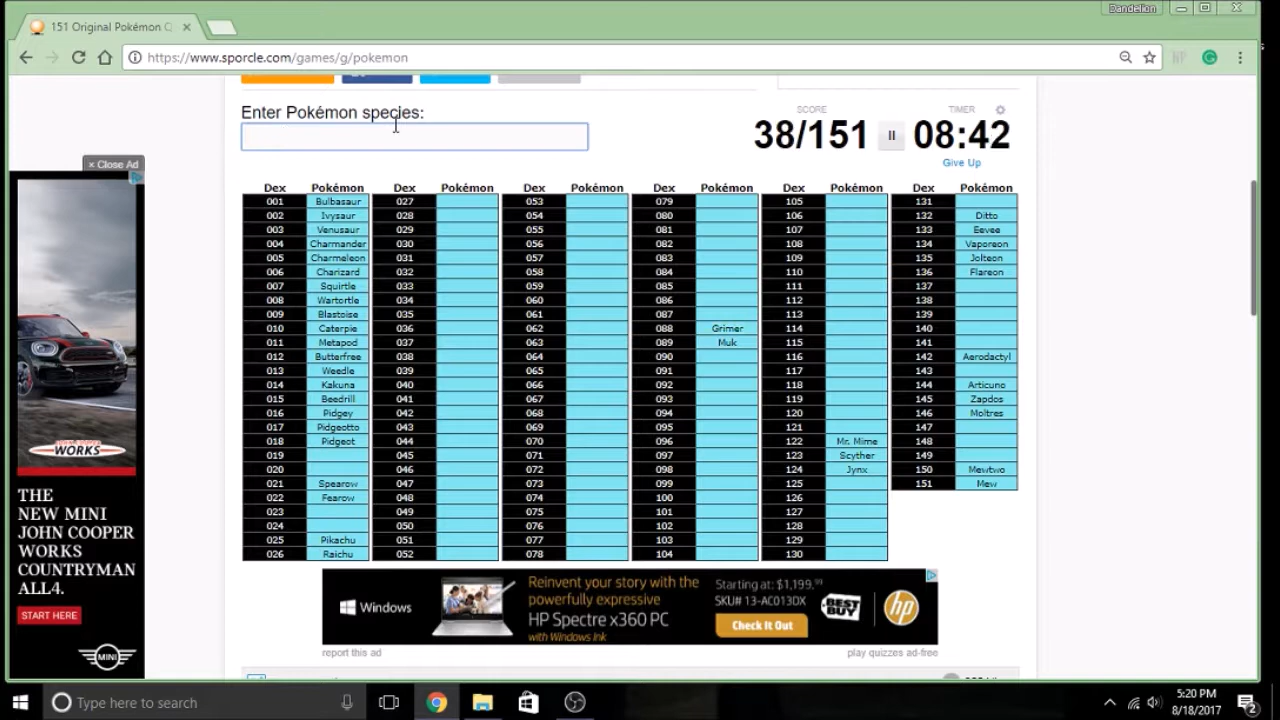 Dandelion
151 Original Pokémon Q
https://www.sporcle.com/games/g/pokemon
Enter Pokémon species:
SCORE
38/151
TIMER
08:42
Give Up
× Close Ad
Dex Pokémon Dex Pokémon Dex Pokémon Dex Pokémon Dex Pokémon Dex Pokémon
001 Bulbasaur 027 053 079 105 131
002 Ivysaur 028 054 080 106 132 Ditto
003 Venusaur 029 055 081 107 133 Eevee
004 Charmander 030 056 082 108 134 Vaporeon
005 Charmeleon 031 057 083 109 135 Jolteon
006 Charizard 032 058 084 110 136 Flareon
007 Squirtle 033 059 085 111 137
008 Wartortle 034 060 086 112 138
009 Blastoise 035 061 087 113 139
010 Caterpie 036 062 088 Grimer 114 140
011 Metapod 037 063 089 Muk 115 141
012 Butterfree 038 064 090 116 142 Aerodactyl
013 Weedle 039 065 091 117 143
014 Kakuna 040 066 092 118 144 Articuno
015 Beedrill 041 067 093 119 145 Zapdos
016 Pidgey 042 068 094 120 146 Moltres
017 Pidgeotto 043 069 095 121 147
018 Pidgeot 044 070 096 122 Mr. Mime 148
019 045 071 097 123 Scyther 149
020 046 072 098 124 Jynx 150 Mewtwo
021 Spearow 047 073 099 125 151 Mew
022 Fearow 048 074 100 126
023 049 075 101 127
024 050 076 102 128
025 Pikachu 051 077 103 129
026 Raichu 052 078 104 130
JOHN COOPER
WORKS
THE
NEW MINI
JOHN COOPER
WORKS
COUNTRYMAN
ALL4.
START HERE
MINI
Windows
Reinvent your story with the
powerfully expressive
HP Spectre x360 PC
with Windows Ink
Starting at: $1,199.99
SKU# 13-AC013DX
Check It Out
BEST
BUY
hp
report this ad
play quizzes ad-free
Type here to search
5:20 PM
8/18/2017
2